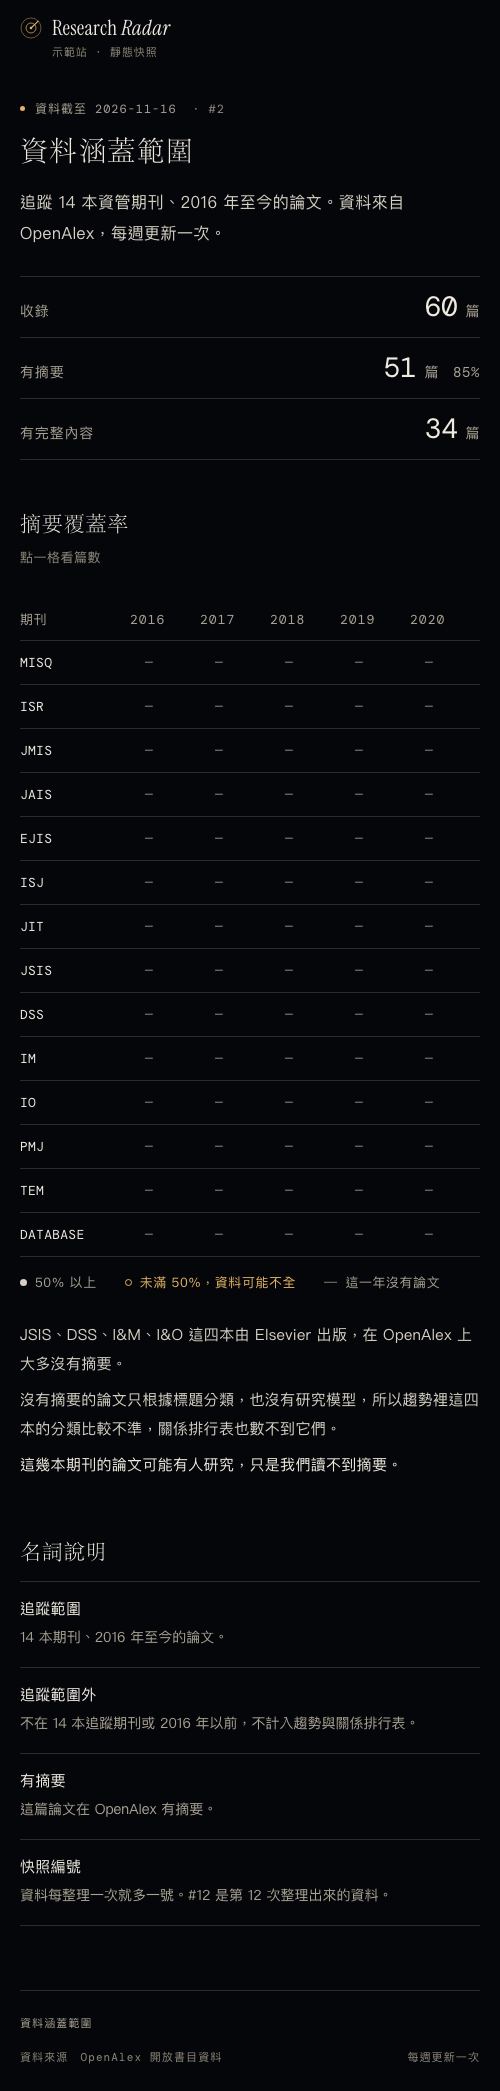 Research Radar
示範站 · 靜態快照
資料截至 2026-11-16 · #2
資料涵蓋範圍
追蹤 14 本資管期刊、2016 年至今的論文。資料來自
OpenAlex，每週更新一次。
收錄 60 篇
有摘要 51 篇 85%
有完整內容 34 篇
摘要覆蓋率
點一格看篇數
期刊 2016 2017 2018 2019 2020
MISQ — — — — —
ISR — — — — —
JMIS — — — — —
JAIS — — — — —
EJIS — — — — —
ISJ — — — — —
JIT — — — — —
JSIS — — — — —
DSS — — — — —
IM — — — — —
IO — — — — —
PMJ — — — — —
TEM — — — — —
DATABASE — — — — —
50% 以上 未滿 50%，資料可能不全 — 這一年沒有論文
JSIS、DSS、I&M、I&O 這四本由 Elsevier 出版，在 OpenAlex 上
大多沒有摘要。
沒有摘要的論文只根據標題分類，也沒有研究模型，所以趨勢裡這四
本的分類比較不準，關係排行表也數不到它們。
這幾本期刊的論文可能有人研究，只是我們讀不到摘要。
名詞說明
追蹤範圍
14 本期刊、2016 年至今的論文。
追蹤範圍外
不在 14 本追蹤期刊或 2016 年以前，不計入趨勢與關係排行表。
有摘要
這篇論文在 OpenAlex 有摘要。
快照編號
資料每整理一次就多一號。#12 是第 12 次整理出來的資料。
資料涵蓋範圍
資料來源 OpenAlex 開放書目資料 每週更新一次